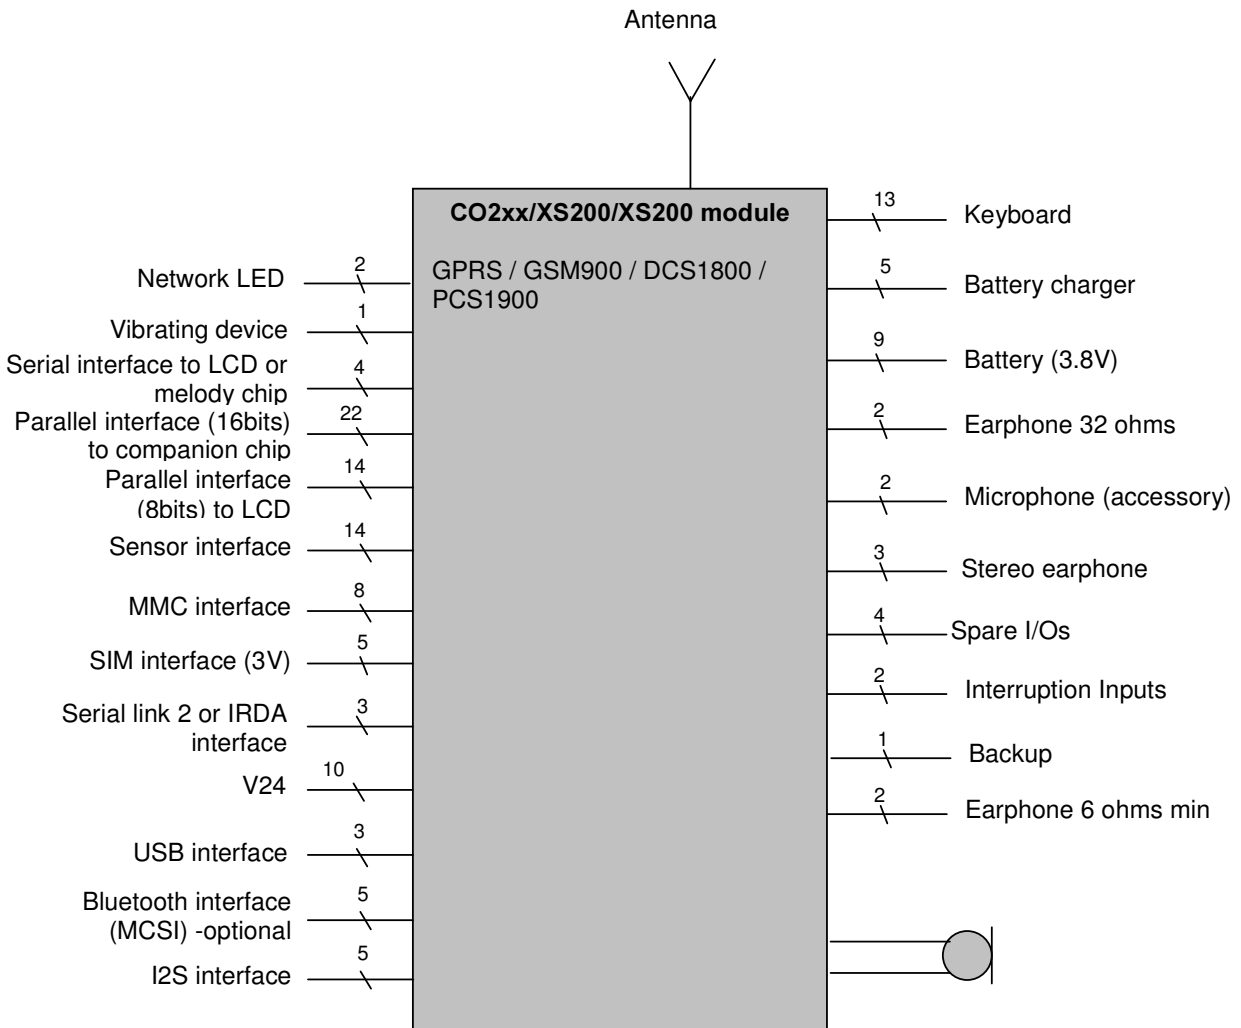 Antenna
CO2xx/XS200/XS200 module
GPRS / GSM900 / DCS1800 /
PCS1900
2
Network LED
1
Vibrating device
Serial interface to LCD or
melody chip
4
Parallel interface (16bits)
to companion chip
22
Parallel interface
(8bits) to LCD
14
Sensor interface
14
MMC interface
8
SIM interface (3V)
5
Serial link 2 or IRDA
interface
3
V24
10
USB interface
3
Bluetooth interface
(MCSI) -optional
5
I2S interface
5
13
Keyboard
5
Battery charger
9
Battery (3.8V)
2
Earphone 32 ohms
2
Microphone (accessory)
3
Stereo earphone
4
Spare I/Os
2
Interruption Inputs
1
Backup
2
Earphone 6 ohms min